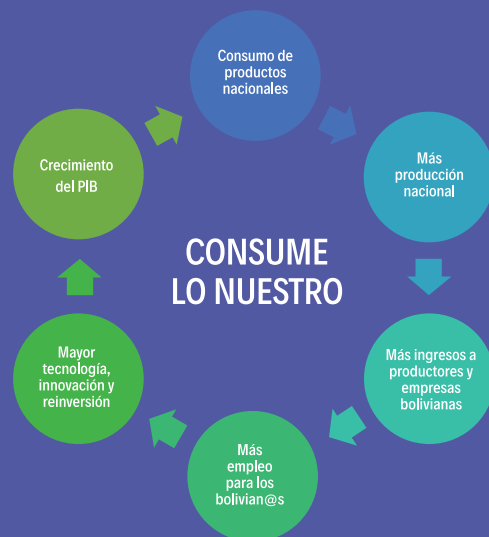 Consumo de
productos
nacionales
Más
producción
nacional
Más ingresos a
productores y
empresas
bolivianas
Más
empleo
para los
bolivian@s
Mayor
tecnología,
innovación y
reinversión
Crecimiento
del PIB
CONSUME
LO NUESTRO